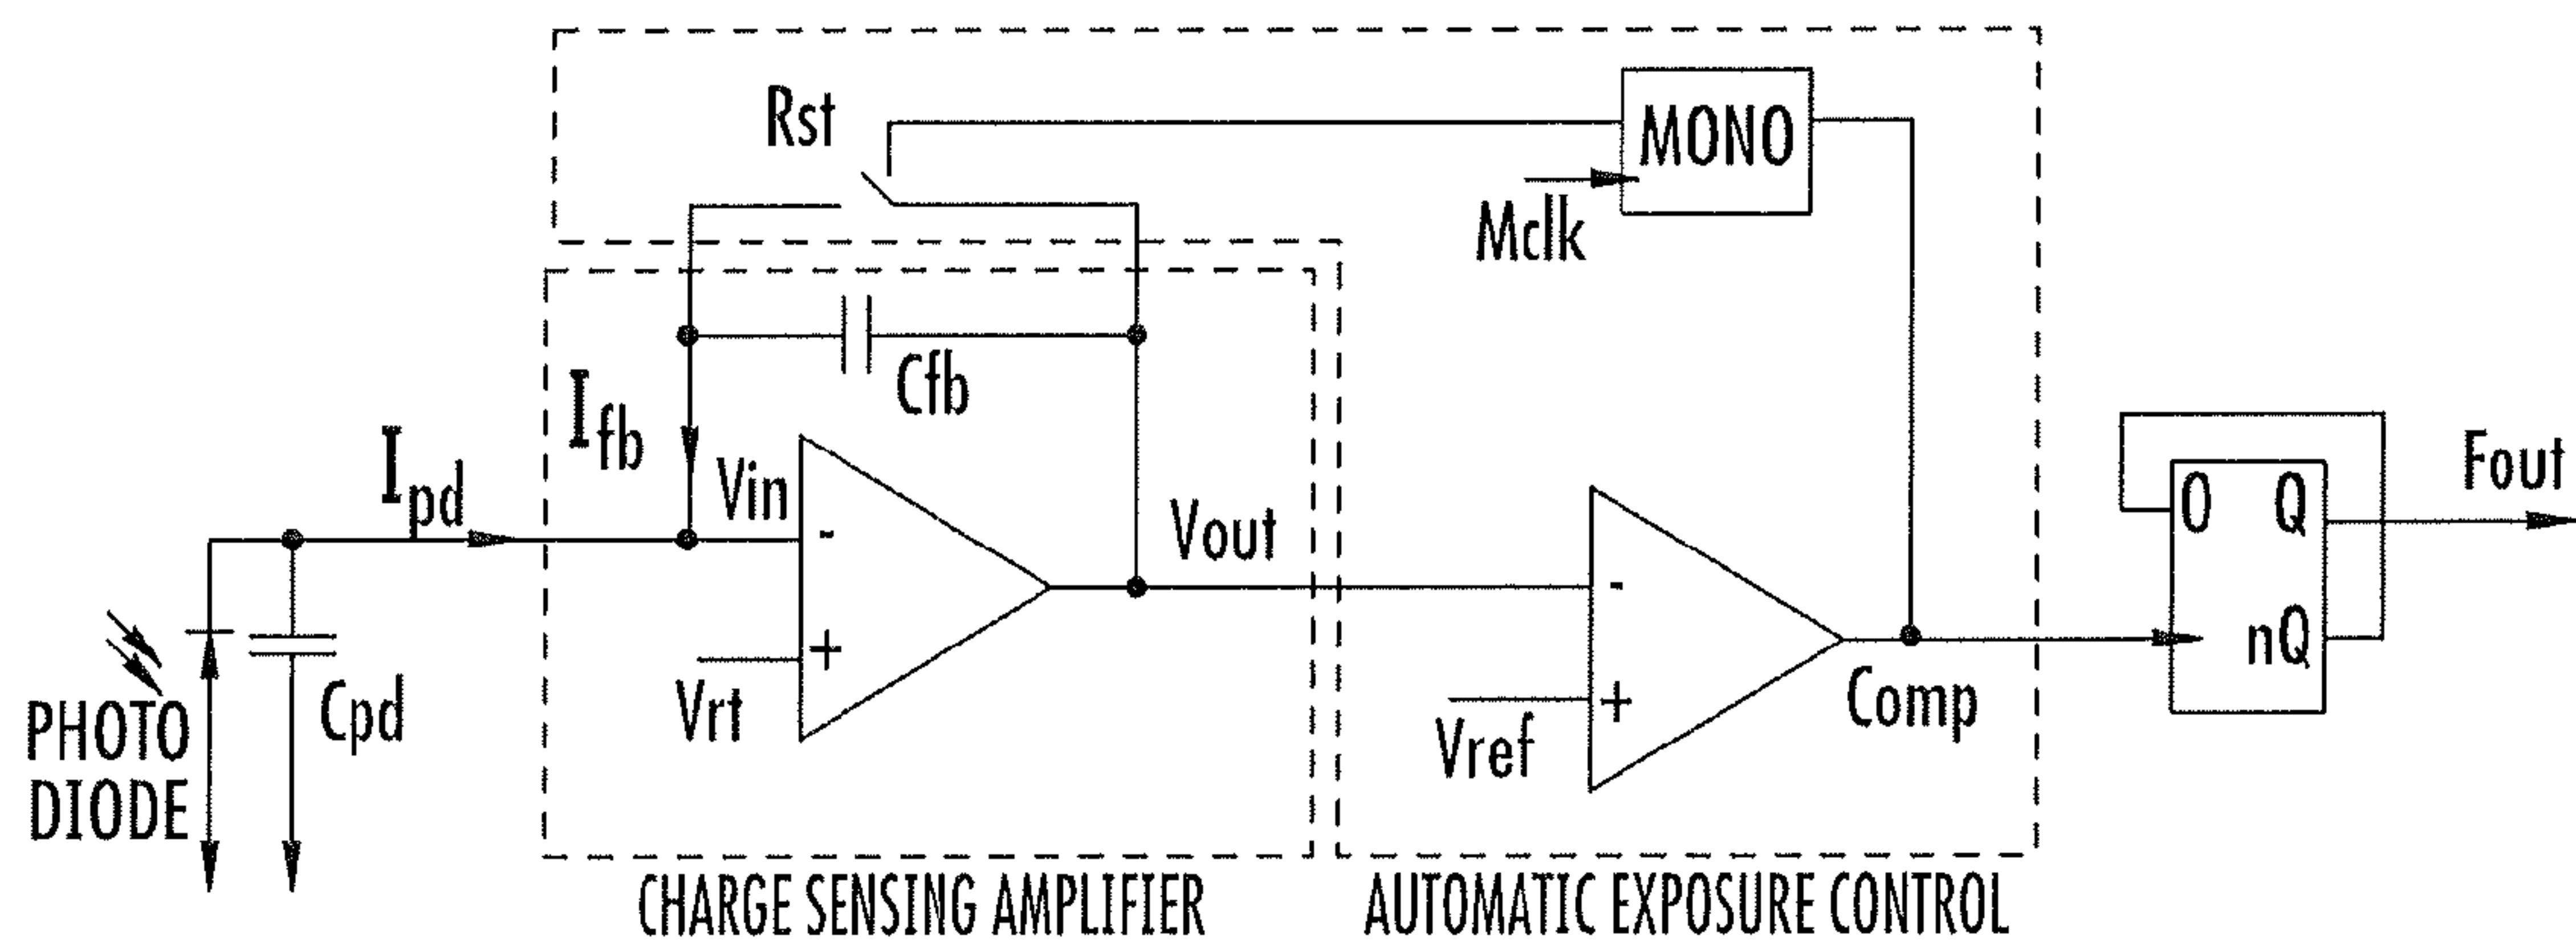 Rst
MONO
Mclk
Cfb
Ifb
Ipd
Vin
-
+
Vrt
Vout
-
+
Vref
Comp
O Q
nQ
Fout
PHOTO
DIODE
Cpd
CHARGE SENSING AMPLIFIER
AUTOMATIC EXPOSURE CONTROL